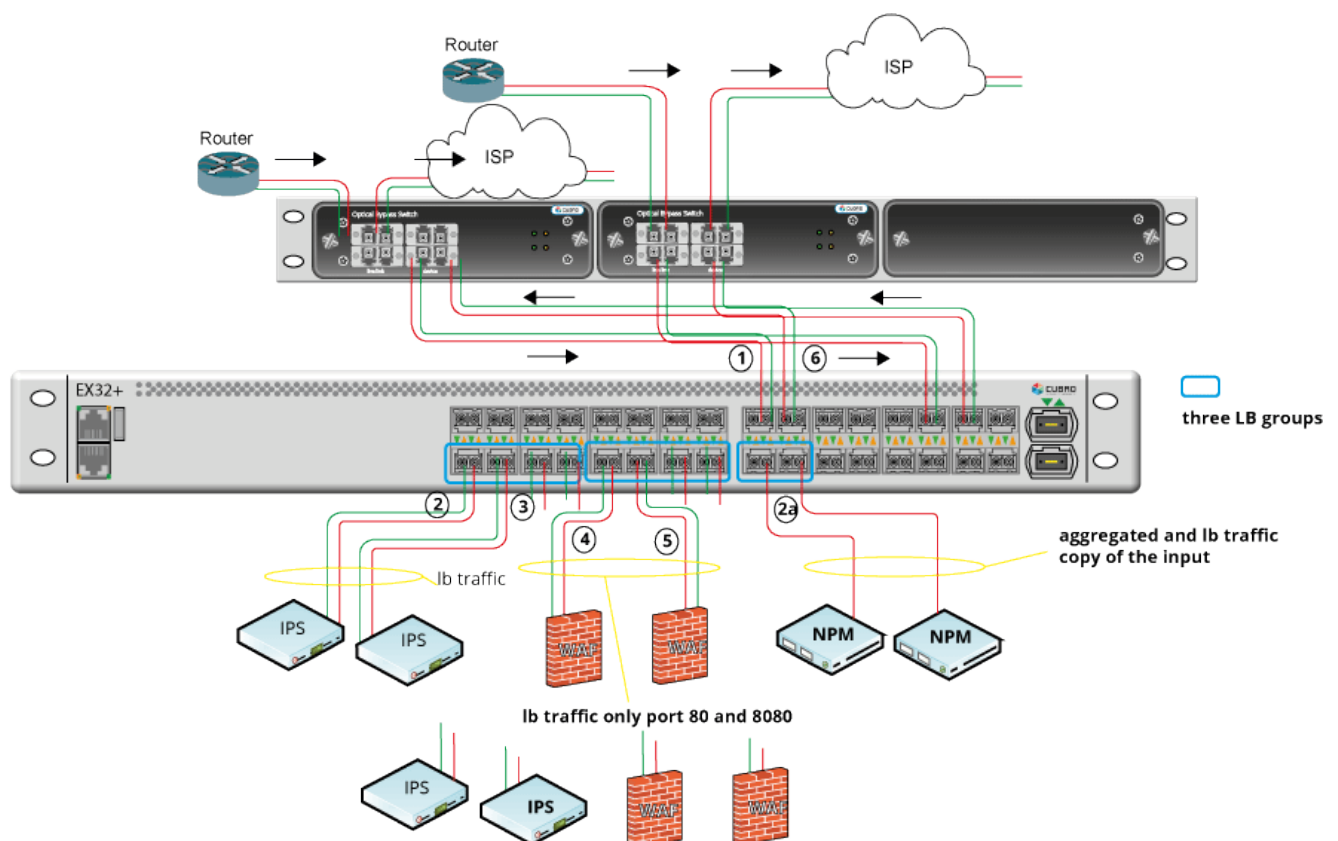 Router
ISP
Router
ISP
Optical Bypass Switch
CUBRO
Optical Bypass Switch
CUBRO
1
6
EX32+
CUBRO
three LB groups
2
3
4
5
2a
aggregated and lb traffic
copy of the input
lb traffic
IPS
IPS
WAF
WAF
NPM
NPM
lb traffic only port 80 and 8080
IPS
IPS
WAF
WAF